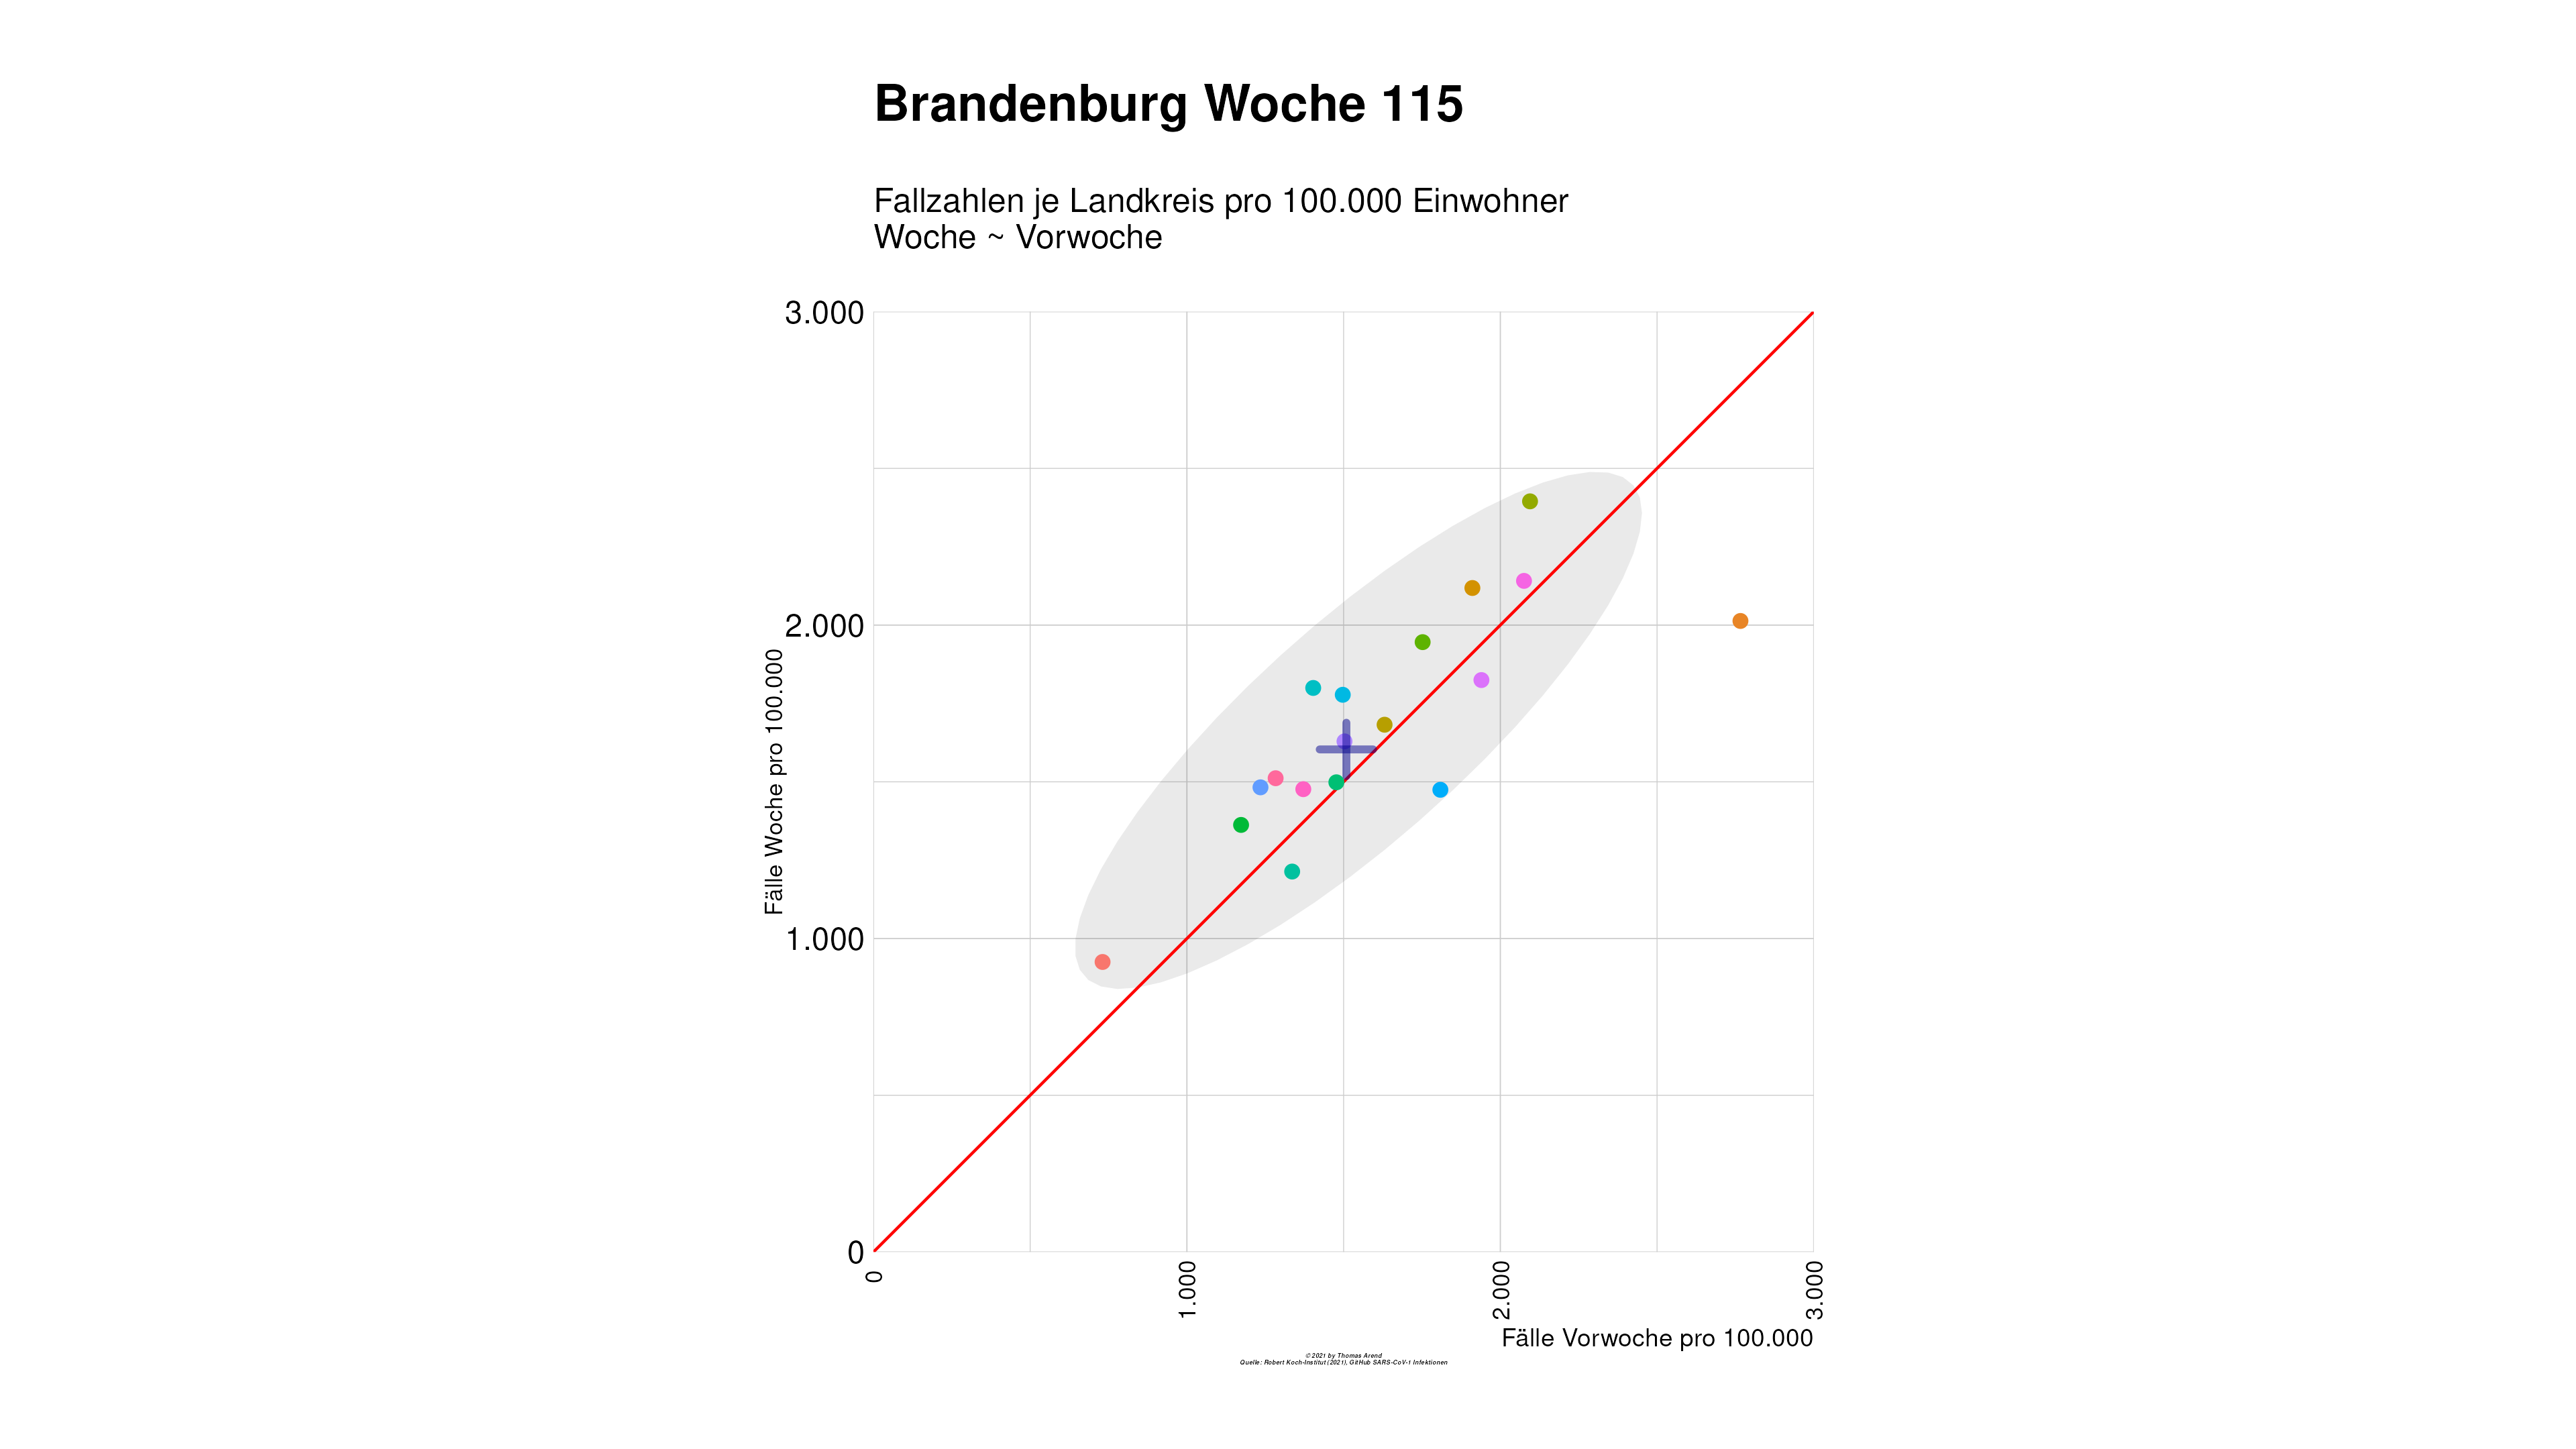 Brandenburg Woche 115
Fallzahlen je Landkreis pro 100.000 Einwohner
Woche ~ Vorwoche
3.000
2.000
1.000
0
Fälle Woche pro 100.000
0
1.000
2.000
3.000
Fälle Vorwoche pro 100.000
© 2021 by Thomas Arend
Quelle: Robert Koch-Institut (2021), GitHub SARS-CoV-1 Infektionen